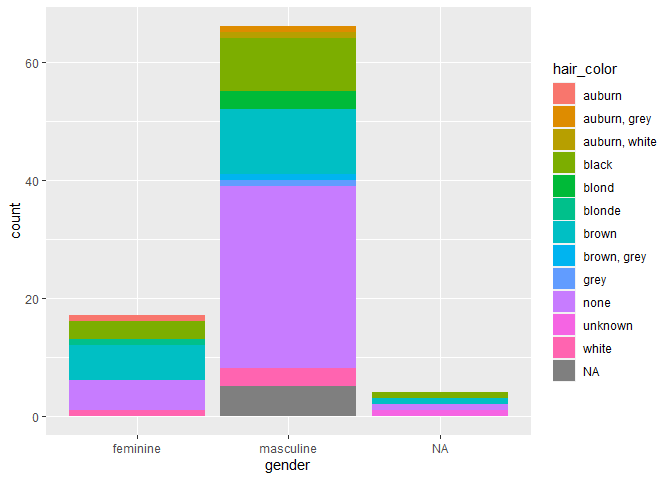 60
40
20
0
count
feminine masculine NA
gender
hair_color
auburn
auburn, grey
auburn, white
black
blond
blonde
brown
brown, grey
grey
none
unknown
white
NA